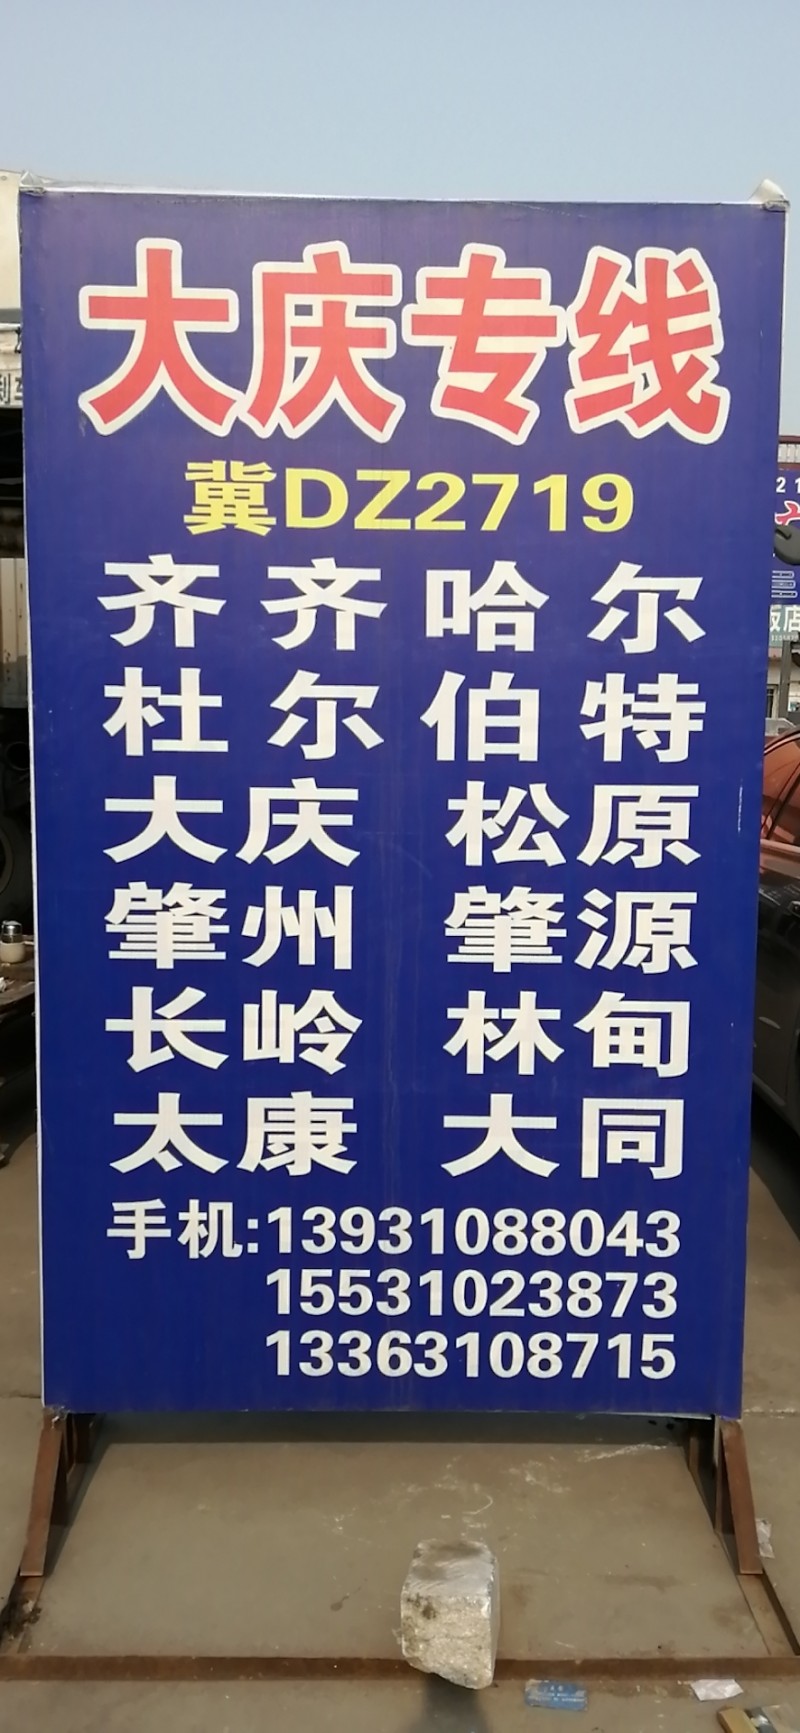 大庆专线
冀DZ2719
齐齐哈尔
杜尔伯特
大庆 松原
肇州 肇源
长岭 林甸
太康 大同
手机:13931088043
15531023873
13363108715
饭店